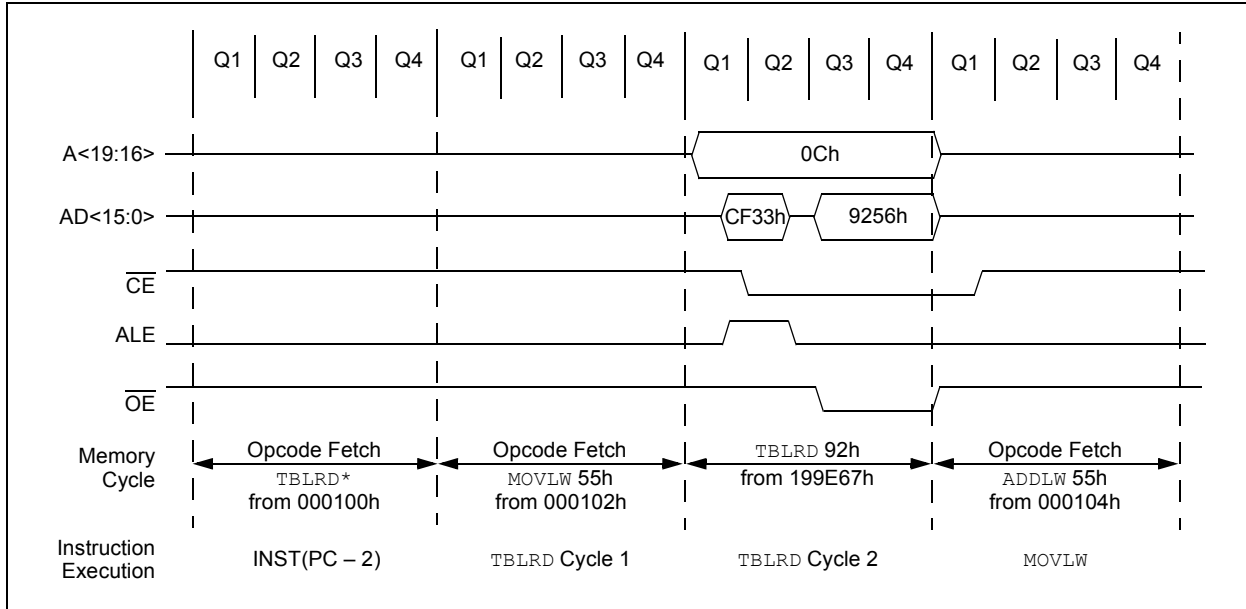 Q1 Q2 Q3 Q4 Q1 Q2 Q3 Q4 Q1 Q2 Q3 Q4 Q1 Q2 Q3 Q4
A<19:16> 0Ch
AD<15:0> CF33h 9256h
CE
ALE
OE
Memory Cycle
Opcode Fetch
TBLRD*
from 000100h
Opcode Fetch
MOVLW 55h
from 000102h
TBLRD 92h
from 199E67h
Opcode Fetch
ADDLW 55h
from 000104h
Instruction Execution
INST(PC – 2)
TBLRD Cycle 1
TBLRD Cycle 2
MOVLW